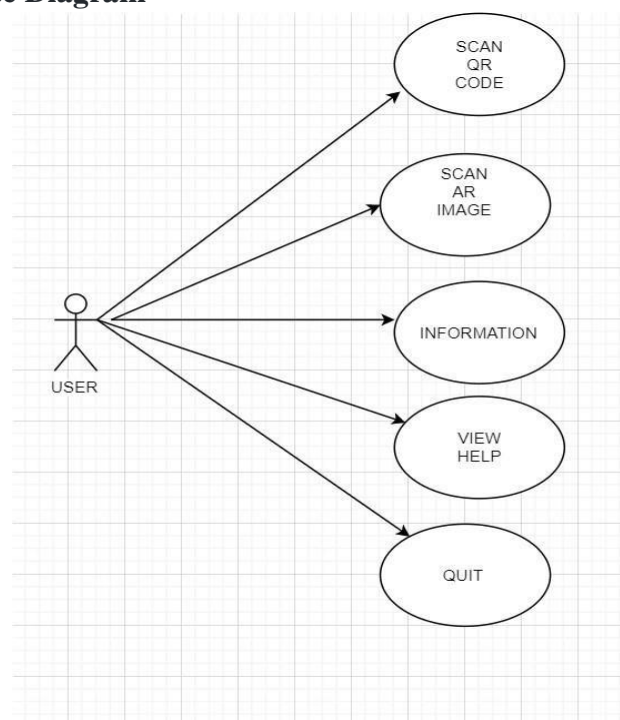 Diagram
SCAN
QR
CODE
SCAN
AR
IMAGE
INFORMATION
USER
VIEW
HELP
QUIT